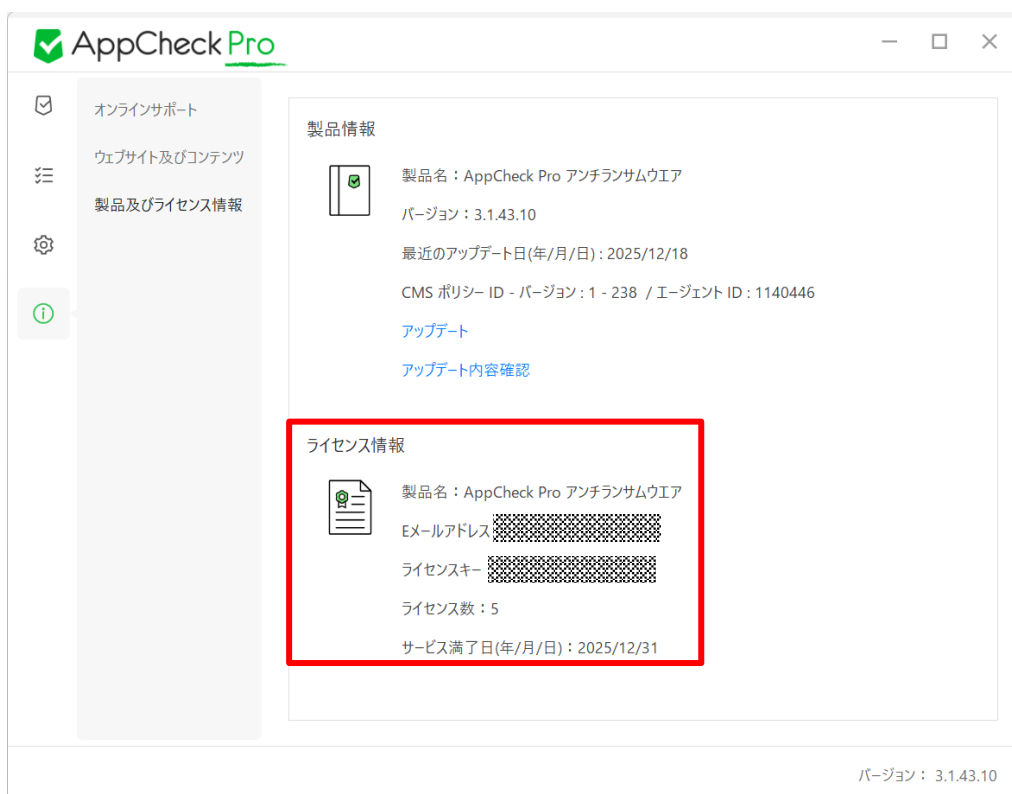 AppCheck Pro
オンラインサポート
ウェブサイト及びコンテンツ
製品及びライセンス情報
製品情報
製品名：AppCheck Pro アンチランサムウエア
バージョン：3.1.43.10
最近のアップデート日(年/月/日) : 2025/12/18
CMS ポリシー ID - バージョン : 1 - 238 / エージェント ID : 1140446
アップデート
アップデート内容確認
ライセンス情報
製品名：AppCheck Pro アンチランサムウエア
Eメールアドレス
ライセンスキー
ライセンス数：5
サービス満了日(年/月/日)：2025/12/31
バージョン： 3.1.43.10